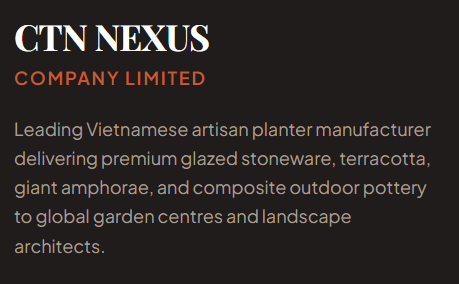 CTN NEXUS
COMPANY LIMITED
Leading Vietnamese artisan planter manufacturer
delivering premium glazed stoneware, terracotta,
giant amphorae, and composite outdoor pottery
to global garden centres and landscape
architects.